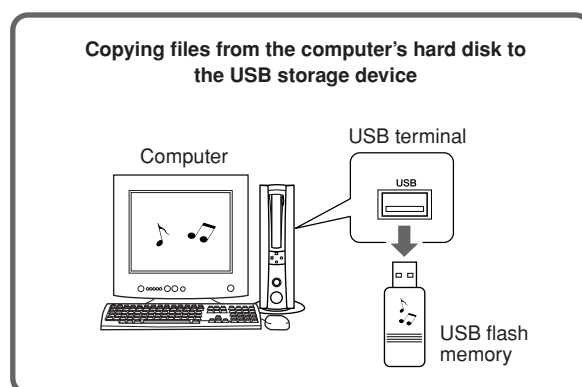 Copying files from the computer’s hard disk to
the USB storage device
USB terminal
Computer
USB
USB flash
memory